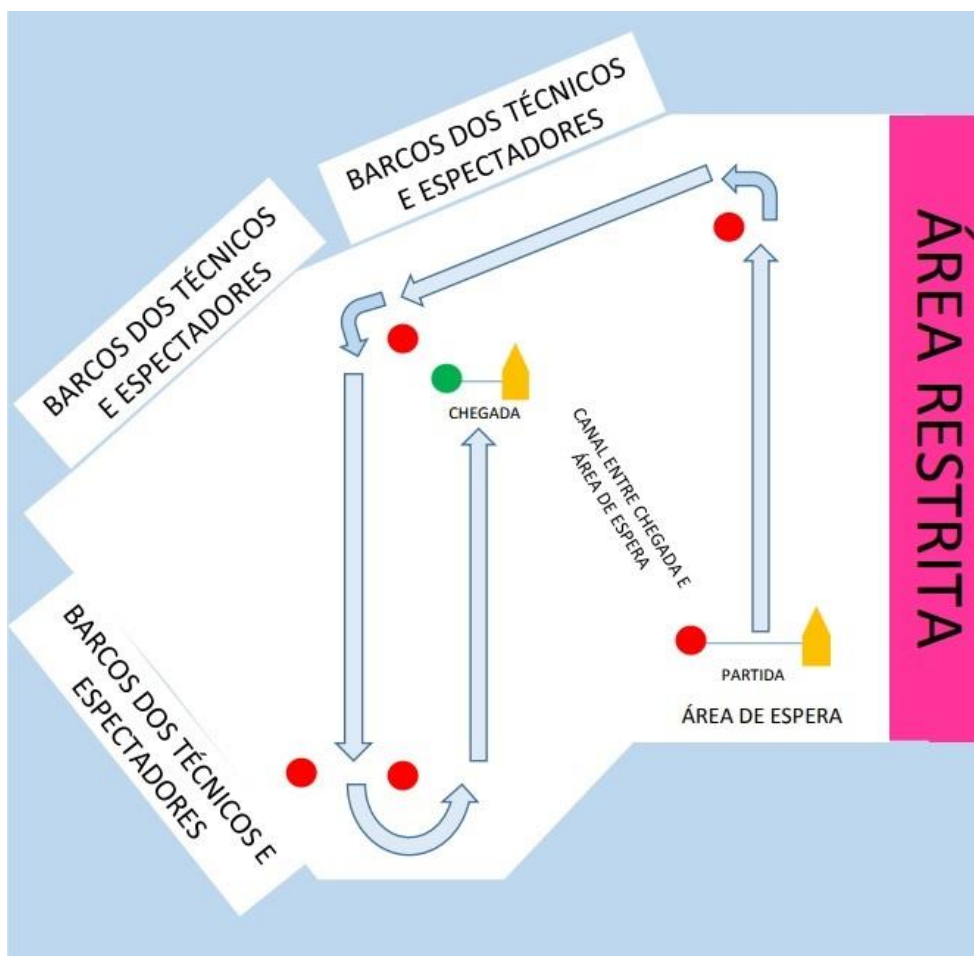 BARCOS DOS TÉCNICOS
E ESPECTADORES
BARCOS DOS TÉCNICOS
E ESPECTADORES
ÁREA RESTRITA
CHEGADA
CANAL ENTRE CHEGADA E
ÁREA DE ESPERA
BARCOS DOS TÉCNICOS E
ESPECTADORES
PARTIDA
ÁREA DE ESPERA